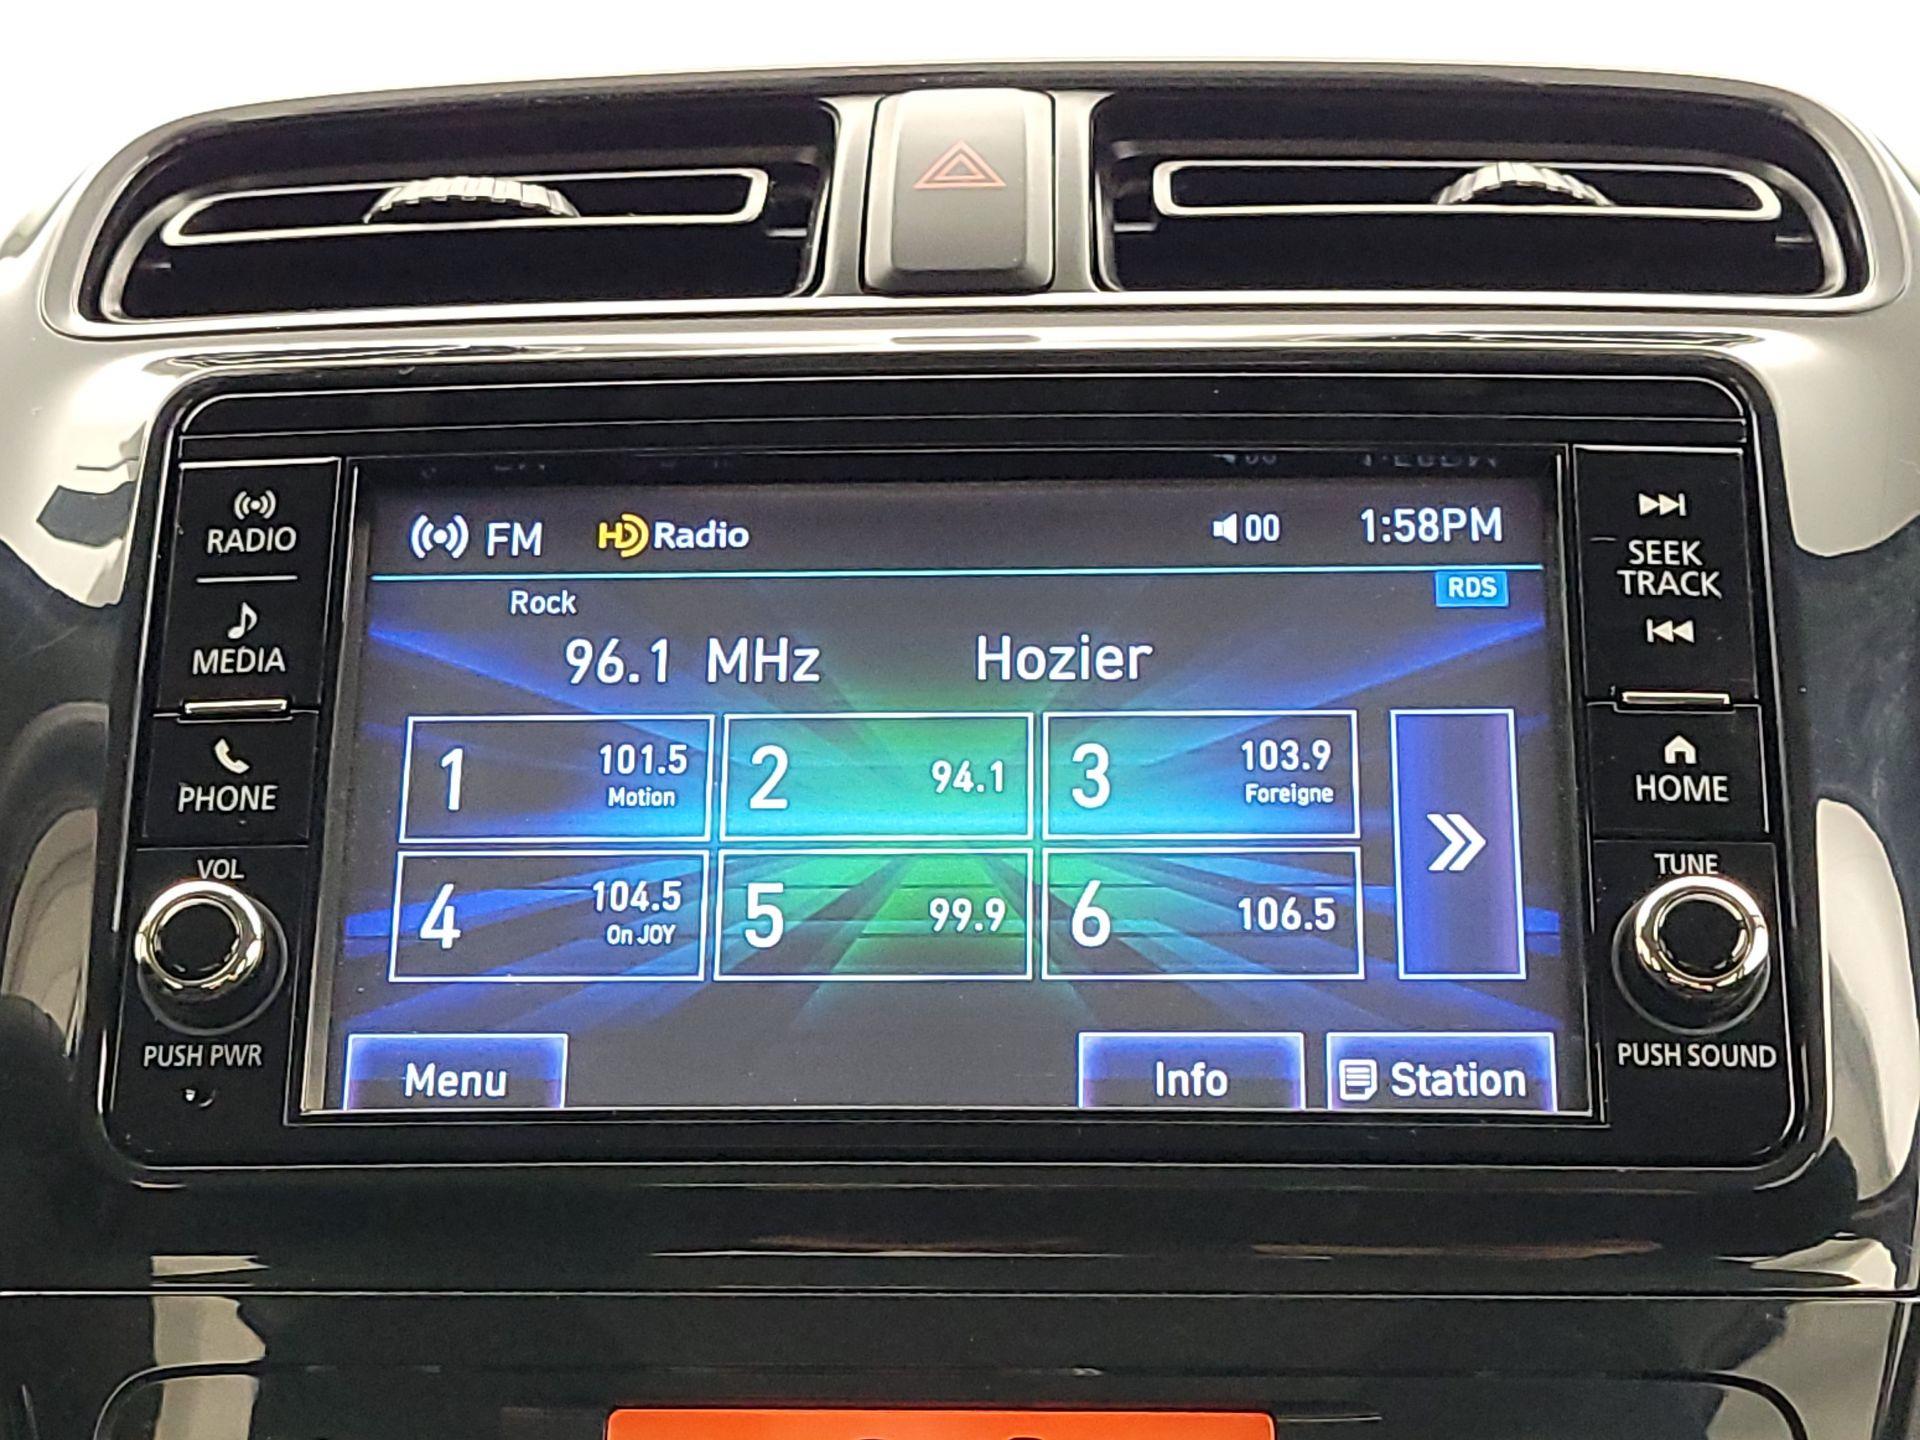 RADIO
MEDIA
PHONE
VOL
PUSH PWR
FM HD Radio 00 1:58PM
RDS
Rock
96.1 MHz Hozier
1 101.5 Motion
2 94.1
3 103.9 Foreigne
4 104.5 On JOY
5 99.9
6 106.5
Menu Info Station
SEEK
TRACK
HOME
TUNE
PUSH SOUND